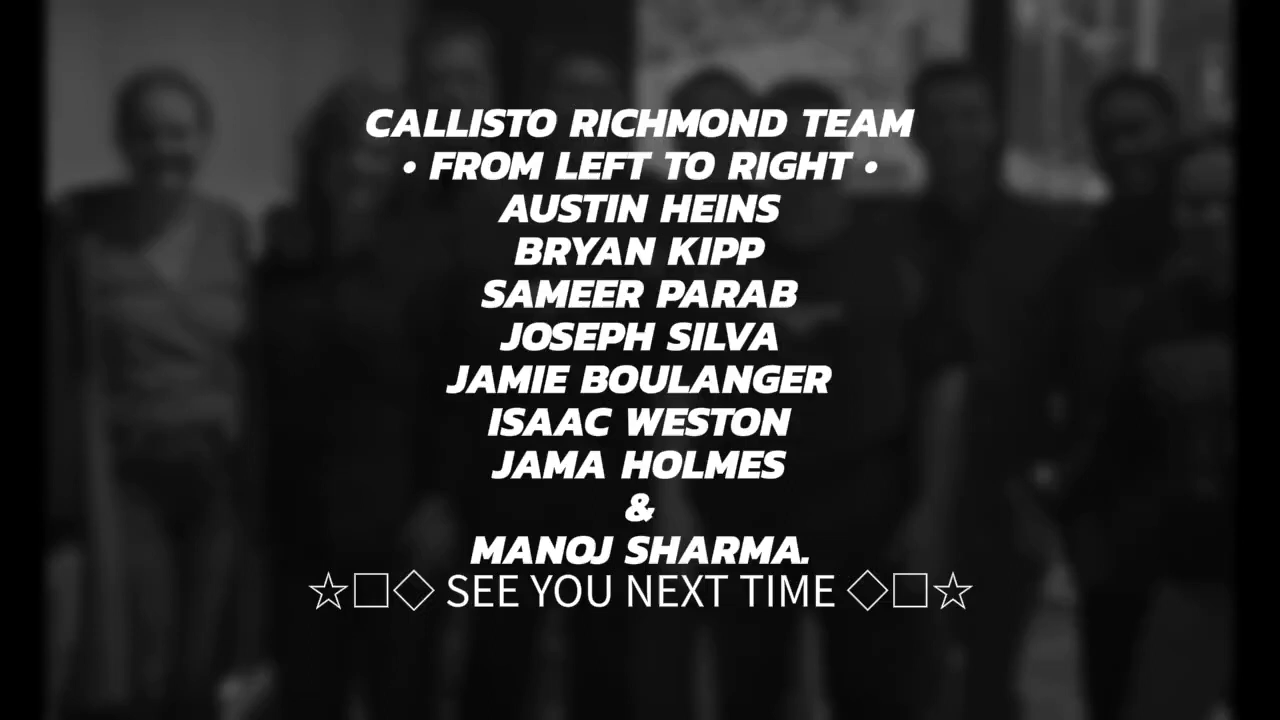 CALLISTO RICHMOND TEAM
• FROM LEFT TO RIGHT •
AUSTIN HEINS
BRYAN KIPP
SAMEER PARAB
JOSEPH SILVA
JAMIE BOULANGER
ISAAC WESTON
JAMA HOLMES
&
MANOJ SHARMA.
☆□◇ SEE YOU NEXT TIME ◇□☆